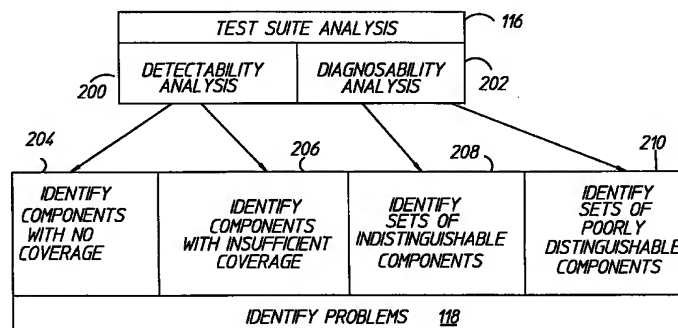 TEST SUITE ANALYSIS
116
200
DETECTABILITY
ANALYSIS
DIAGNOSABILITY
ANALYSIS
202
204
206
208
210
IDENTIFY
COMPONENTS
WITH NO
COVERAGE
IDENTIFY
COMPONENTS
WITH INSUFFICIENT
COVERAGE
IDENTIFY
SETS OF
INDISTINGUISHABLE
COMPONENTS
IDENTIFY
SETS OF
POORLY
DISTINGUISHABLE
COMPONENTS
IDENTIFY PROBLEMS 118